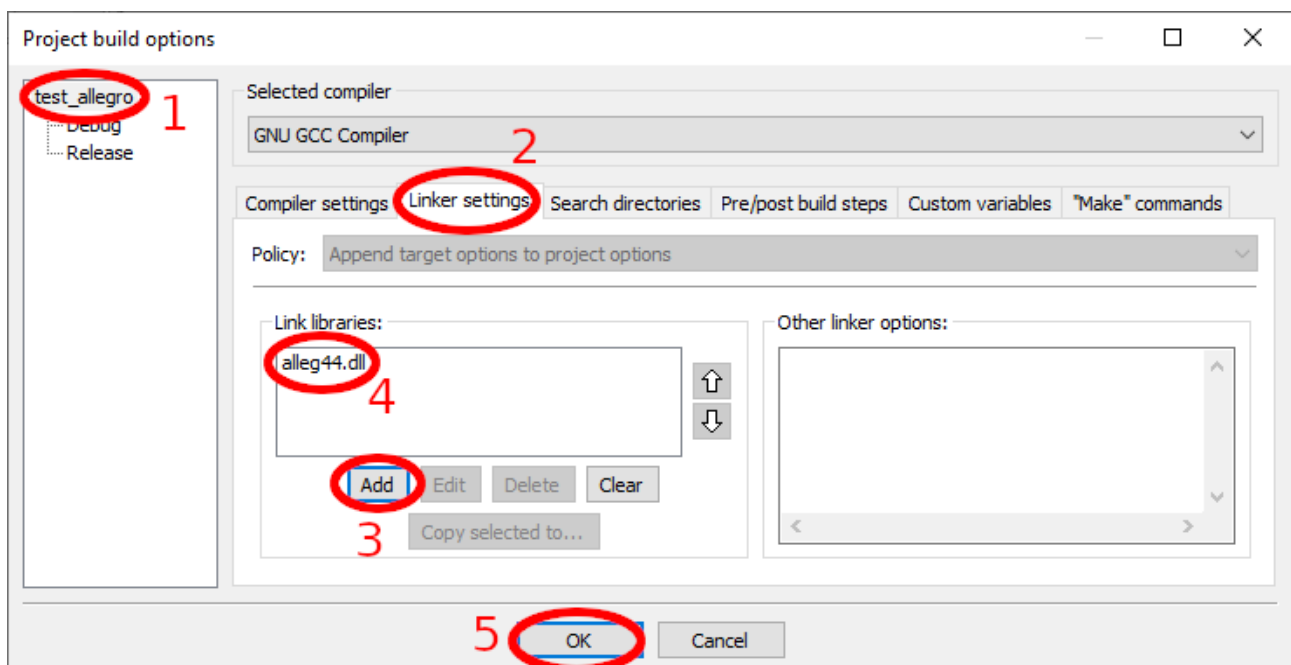 Project build options
test_allegro
1
Debug
Release
Selected compiler
GNU GCC Compiler
2
Compiler settings
Linker settings
Search directories
Pre/post build steps
Custom variables
"Make" commands
Policy:
Append target options to project options
Link libraries:
alleg44.dll
4
Add
Edit
Delete
Clear
3
Copy selected to...
Other linker options:
5
OK
Cancel